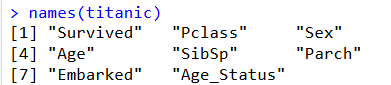 > names(titanic)
[1] "Survived"   "Pclass"     "Sex"
[4] "Age"        "SibSp"      "Parch"
[7] "Embarked"   "Age_Status"